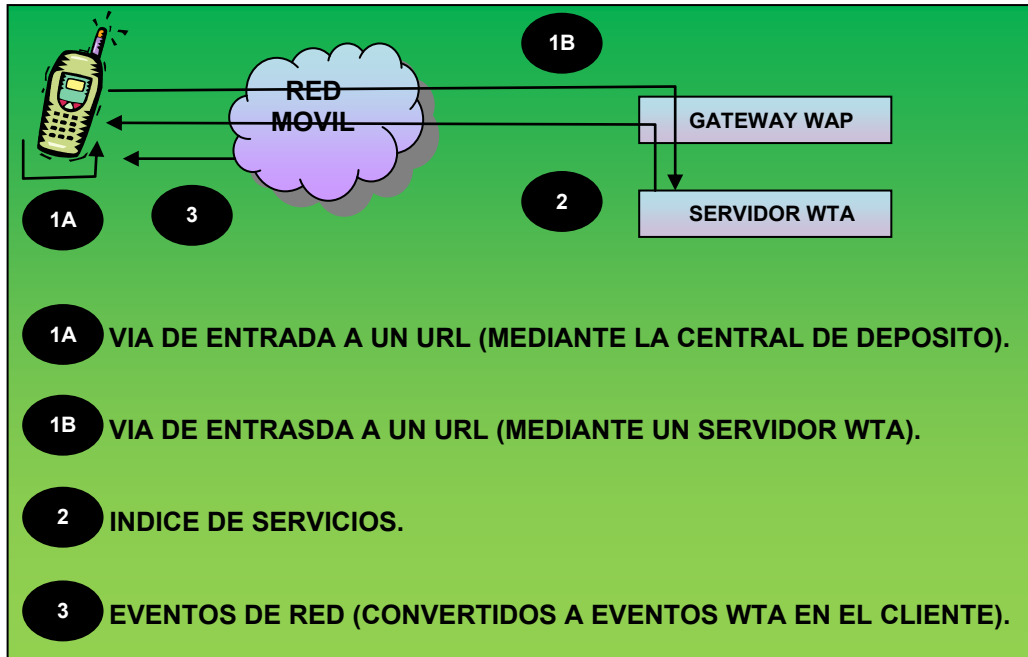 1B
RED
MOVIL
GATEWAY WAP
1A
3
2
SERVIDOR WTA
1A VIA DE ENTRADA A UN URL (MEDIANTE LA CENTRAL DE DEPOSITO).
1B VIA DE ENTRASDA A UN URL (MEDIANTE UN SERVIDOR WTA).
2 INDICE DE SERVICIOS.
3 EVENTOS DE RED (CONVERTIDOS A EVENTOS WTA EN EL CLIENTE).